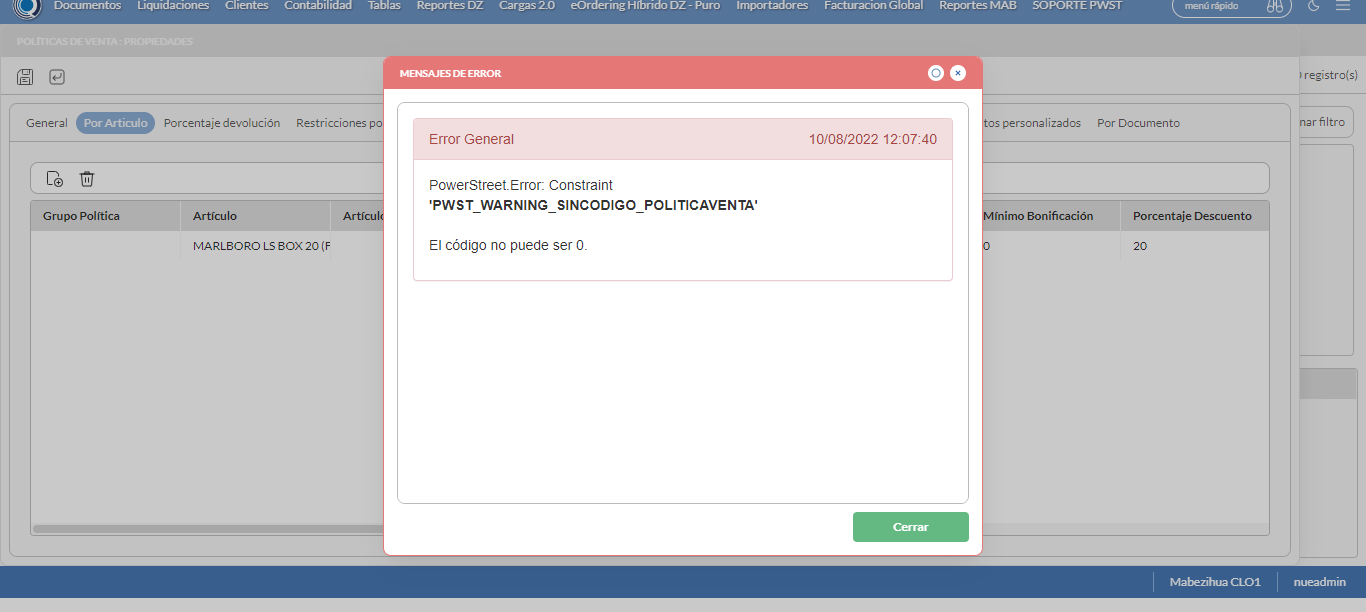 Documentos Liquidaciones Clientes Contabilidad Tablas Reportes DZ Cargas 2.0 eOrdering Híbrido DZ - Puro Importadores Facturacion Global Reportes MAB SOPORTE PWST menú rápido
POLÍTICAS DE VENTA : PROPIEDADES
MENSAJES DE ERROR
registro(s)
General Por Articulo Porcentaje devolución Restricciones po tos personalizados Por Documento nar filtro
Error General 10/08/2022 12:07:40
PowerStreet.Error: Constraint
'PWST_WARNING_SINCODIGO_POLITICAVENTA'
El código no puede ser 0.
Grupo Política Artículo Artícul Mínimo Bonificación Porcentaje Descuento
MARLBORO LS BOX 20 (F 0 20
Cerrar
Mabezihua CLO1 nueadmin